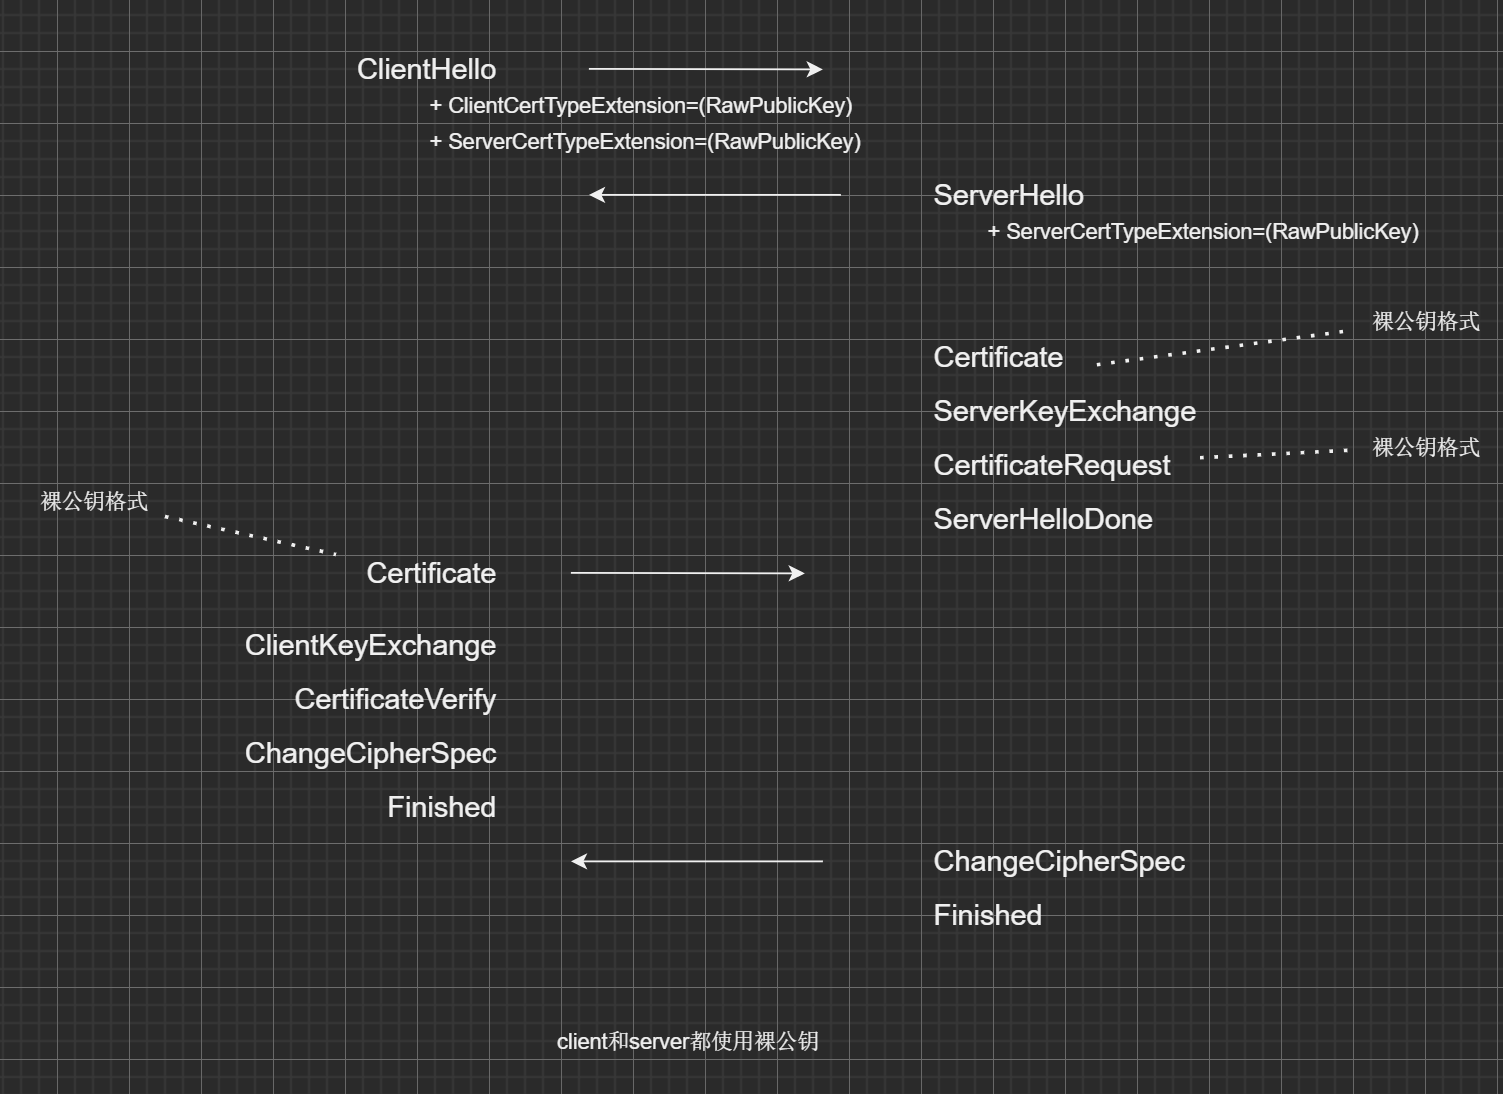 ClientHello
+ ClientCertTypeExtension=(RawPublicKey)
+ ServerCertTypeExtension=(RawPublicKey)
ServerHello
+ ServerCertTypeExtension=(RawPublicKey)
裸公钥格式
Certificate
ServerKeyExchange
裸公钥格式
CertificateRequest
裸公钥格式
ServerHelloDone
Certificate
ClientKeyExchange
CertificateVerify
ChangeCipherSpec
Finished
ChangeCipherSpec
Finished
client和server都使用裸公钥